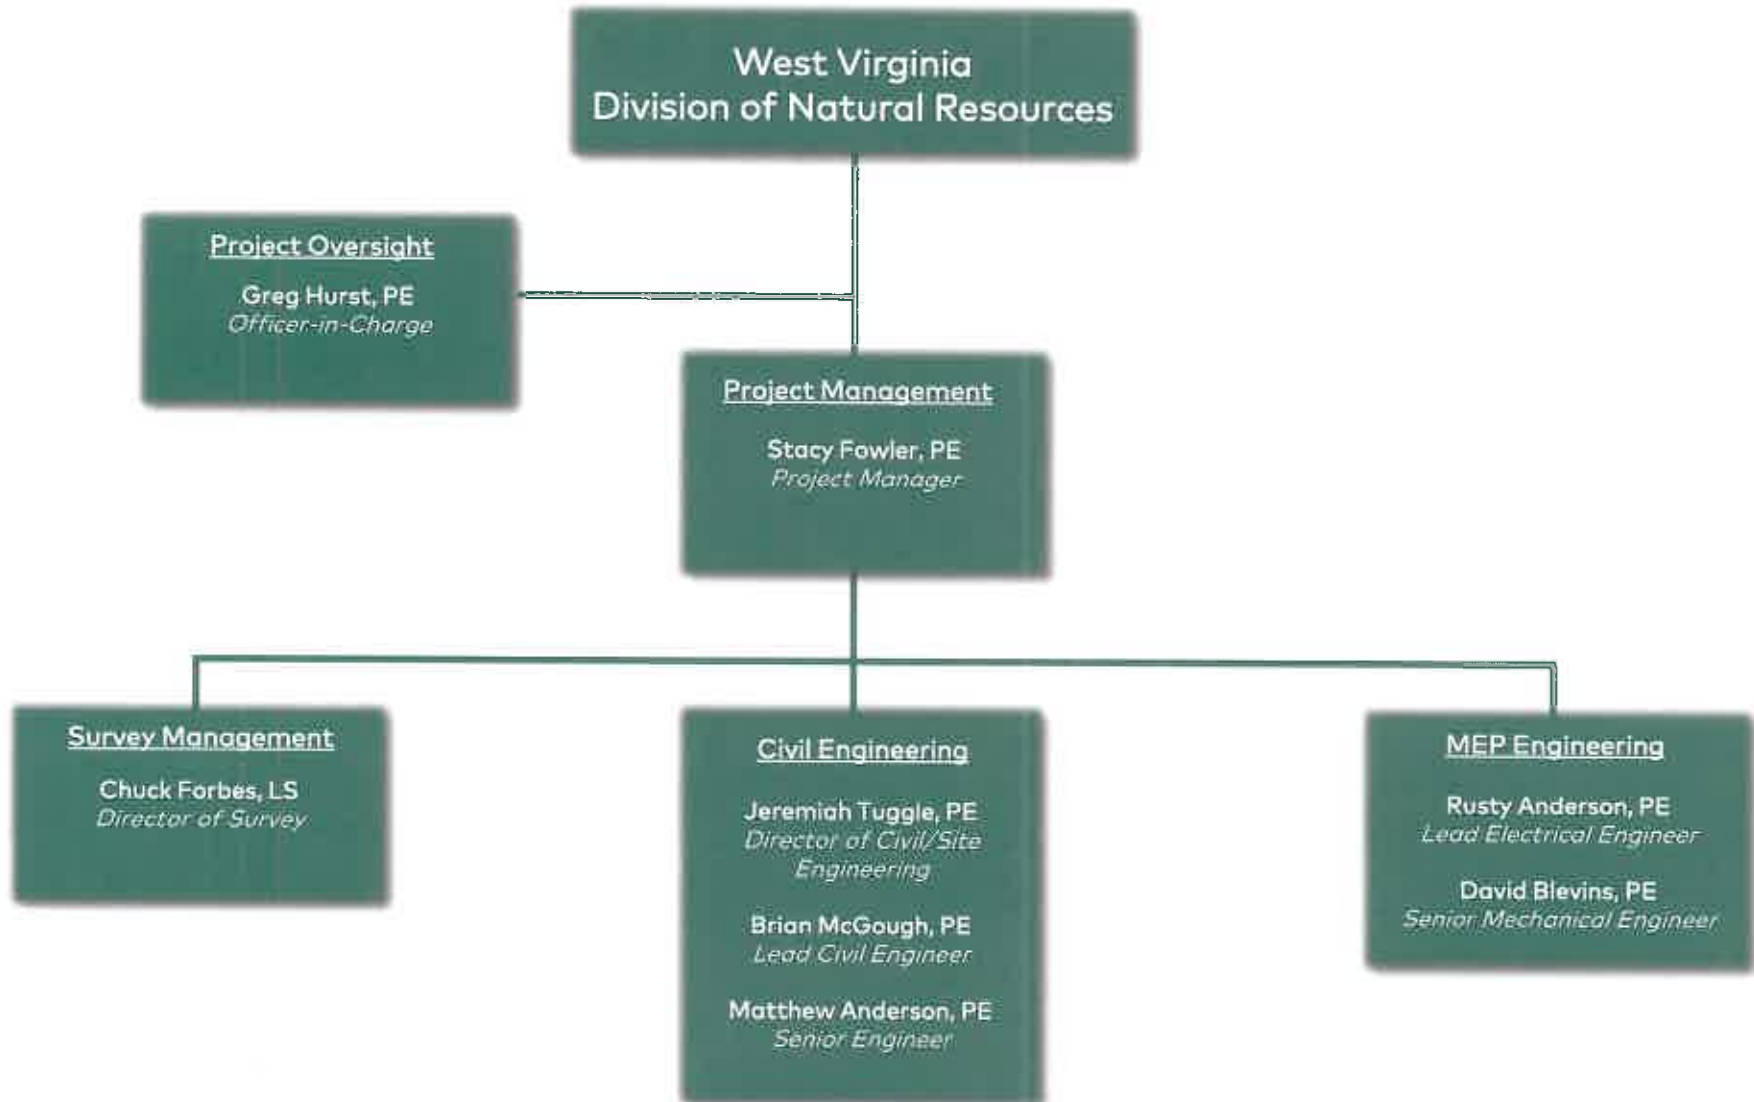 West Virginia
Division of Natural Resources
Project Oversight
Greg Hurst, PE
Officer-in-Charge
Project Management
Stacy Fowler, PE
Project Manager
Survey Management
Chuck Forbes, LS
Director of Survey
Civil Engineering
Jeremiah Tuggle, PE
Director of Civil/Site
Engineering
Brian McGough, PE
Lead Civil Engineer
Matthew Anderson, PE
Senior Engineer
MEP Engineering
Rusty Anderson, PE
Lead Electrical Engineer
David Blevins, PE
Senior Mechanical Engineer